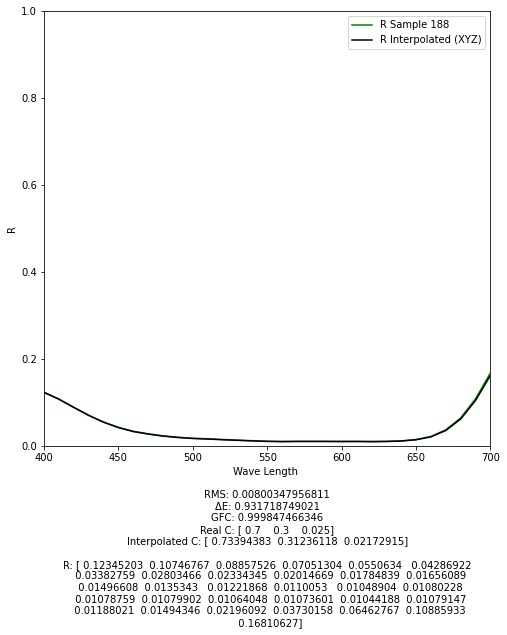 1.0
0.8
0.6
0.4
0.2
0.0
R
400 450 500 550 600 650 700
Wave Length
R Sample 188
R Interpolated (XYZ)
RMS: 0.00800347956811
ΔE: 0.931718749021
GFC: 0.999847466346
Real C: [ 0.7 0.3 0.025]
Interpolated C: [ 0.73394383 0.31236118 0.02172915]
R: [ 0.12345203 0.10746767 0.08857526 0.07051304 0.0550634 0.04286922
0.03382759 0.02803466 0.02334345 0.02014669 0.01784839 0.01656089
0.01496608 0.0135343 0.01221868 0.0110053 0.01048904 0.01080228
0.01078759 0.01079902 0.01064048 0.01073601 0.01044188 0.01079147
0.01188021 0.01494346 0.02196092 0.03730158 0.06462767 0.10885933
0.16810627]